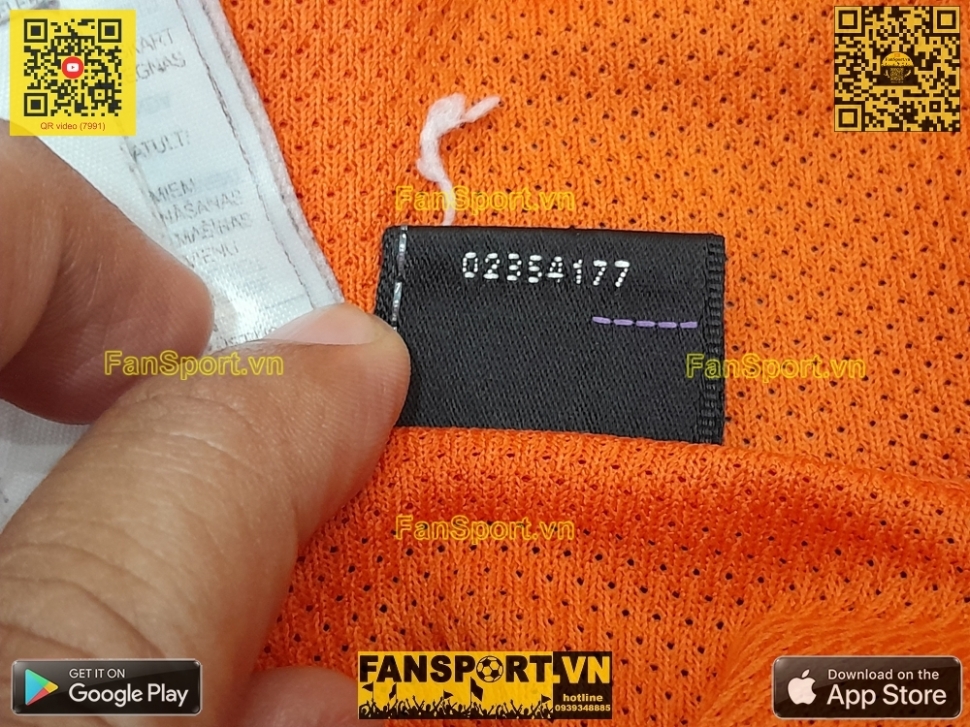 QR video (7991)
GNAS
MIEM
02354177
FanSport.vn
FanSport.vn
FanSport.vn
FanSport.vn
GET IT ON
Google Play
FANSPORT.VN
hotline
0939348885
Download on the
App Store